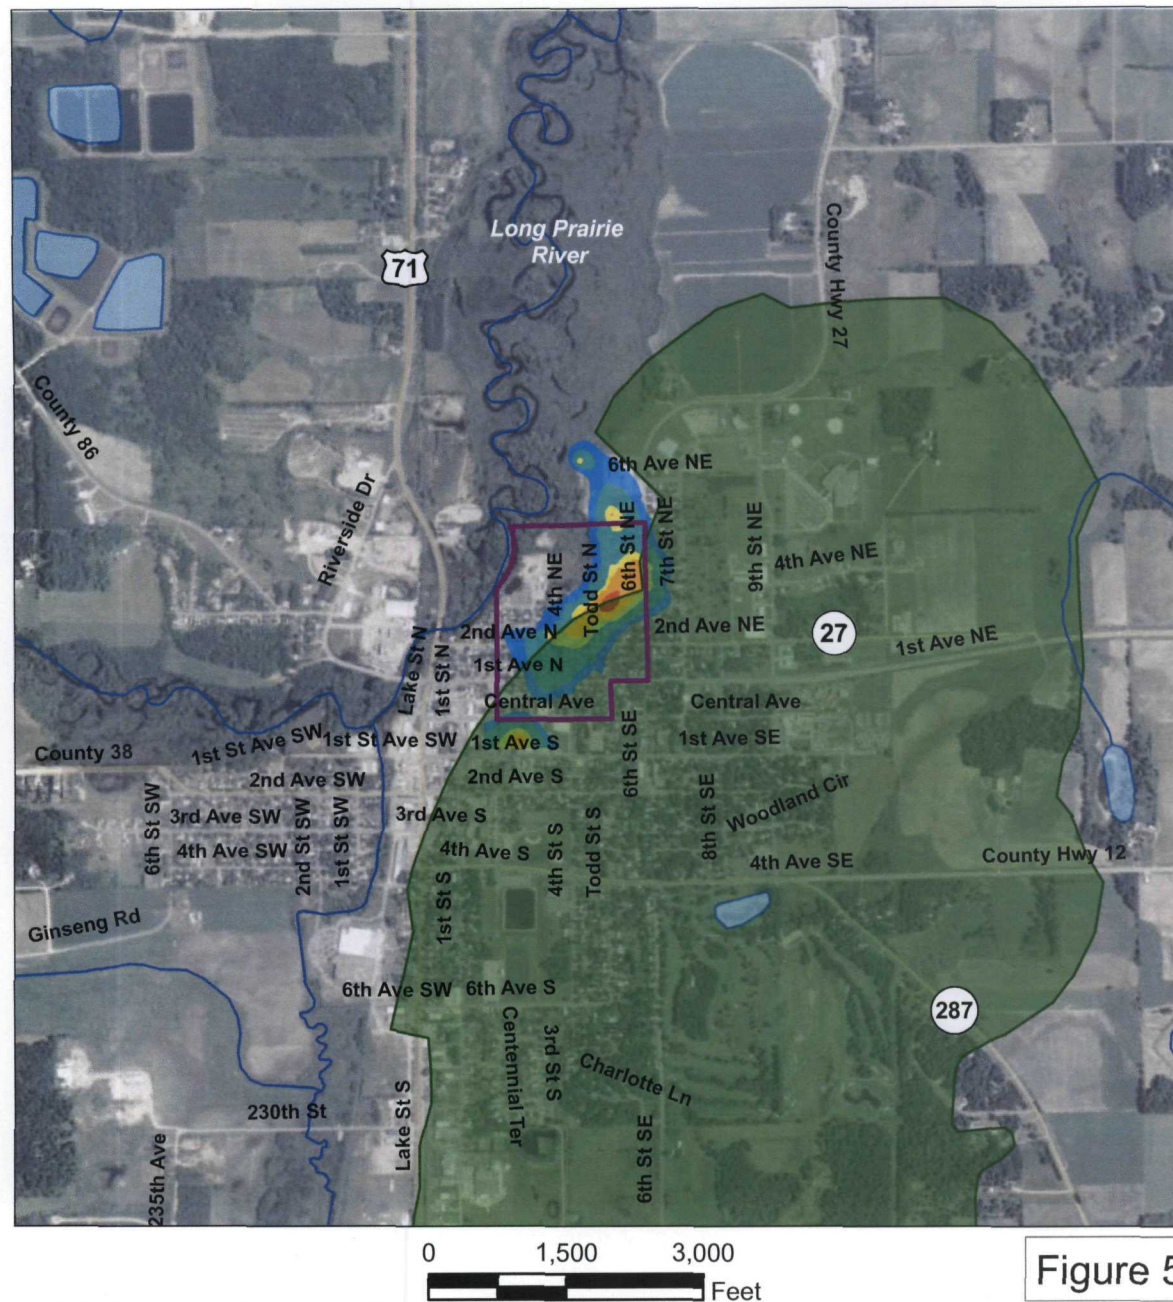 Long Prairie
River
71
County Hwy 27
County 86
6th Ave NE
Riverside Dr
4th NE
Todd St N
6th St NE
7th St NE
9th St NE
4th Ave NE
2nd Ave N
2nd Ave NE
27
1st Ave NE
Lake St N
1st St N
1st Ave N
Central Ave
Central Ave
County 38
1st St Ave SW
1st St Ave SW
1st Ave S
1st Ave SE
6th St SE
2nd Ave SW
2nd Ave S
6th St SW
3rd Ave SW
2nd St SW
1st St SW
3rd Ave S
8th St SE
Woodland Cir
4th Ave SW
4th Ave S
4th St S
Todd St S
4th Ave SE
County Hwy 12
1st St S
Ginseng Rd
6th Ave SW
6th Ave S
287
Centennial Ter
3rd St S
Charlotte Ln
230th St
235th Ave
Lake St S
6th St SE
0 1,500 3,000
Feet
Figure 5